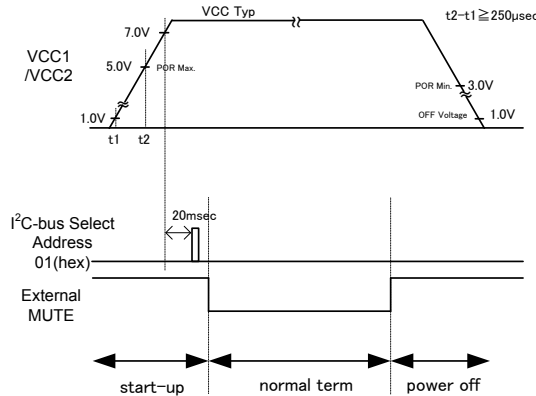 VCC Typ
t2-t1≧250μsec
7.0V
VCC1
/VCC2
5.0V
POR Max.
POR Min.
3.0V
1.0V
OFF Voltage
1.0V
t1
t2
20msec
I²C-bus Select
Address
01(hex)
External
MUTE
start-up
normal term
power off